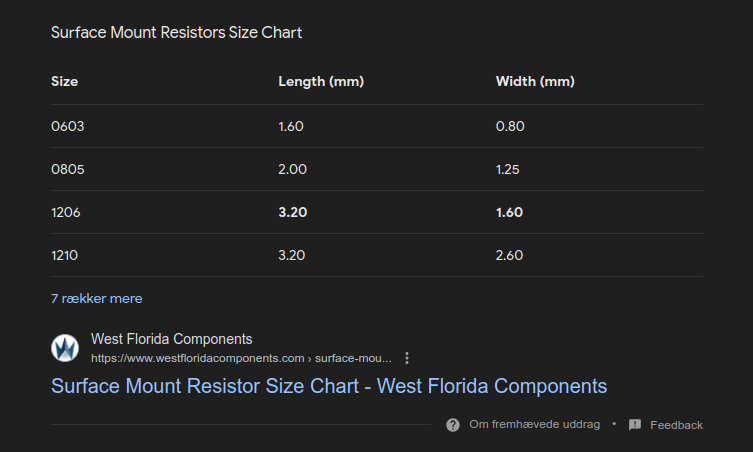 Surface Mount Resistors Size Chart
Size Length (mm) Width (mm)
0603 1.60 0.80
0805 2.00 1.25
1206 3.20 1.60
1210 3.20 2.60
7 rækker mere
West Florida Components
https://www.westfloridacomponents.com › surface-mou...
Surface Mount Resistor Size Chart - West Florida Components
Om fremhævede uddrag • Feedback